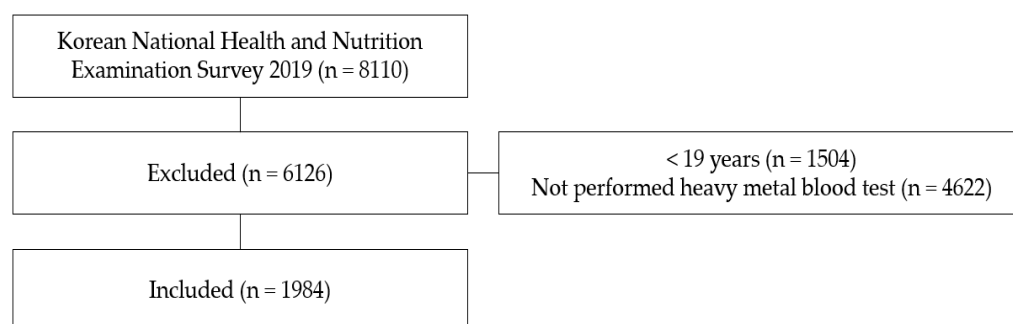 Korean National Health and Nutrition
Examination Survey 2019 (n = 8110)
Excluded (n = 6126)
< 19 years (n = 1504)
Not performed heavy metal blood test (n = 4622)
Included (n = 1984)